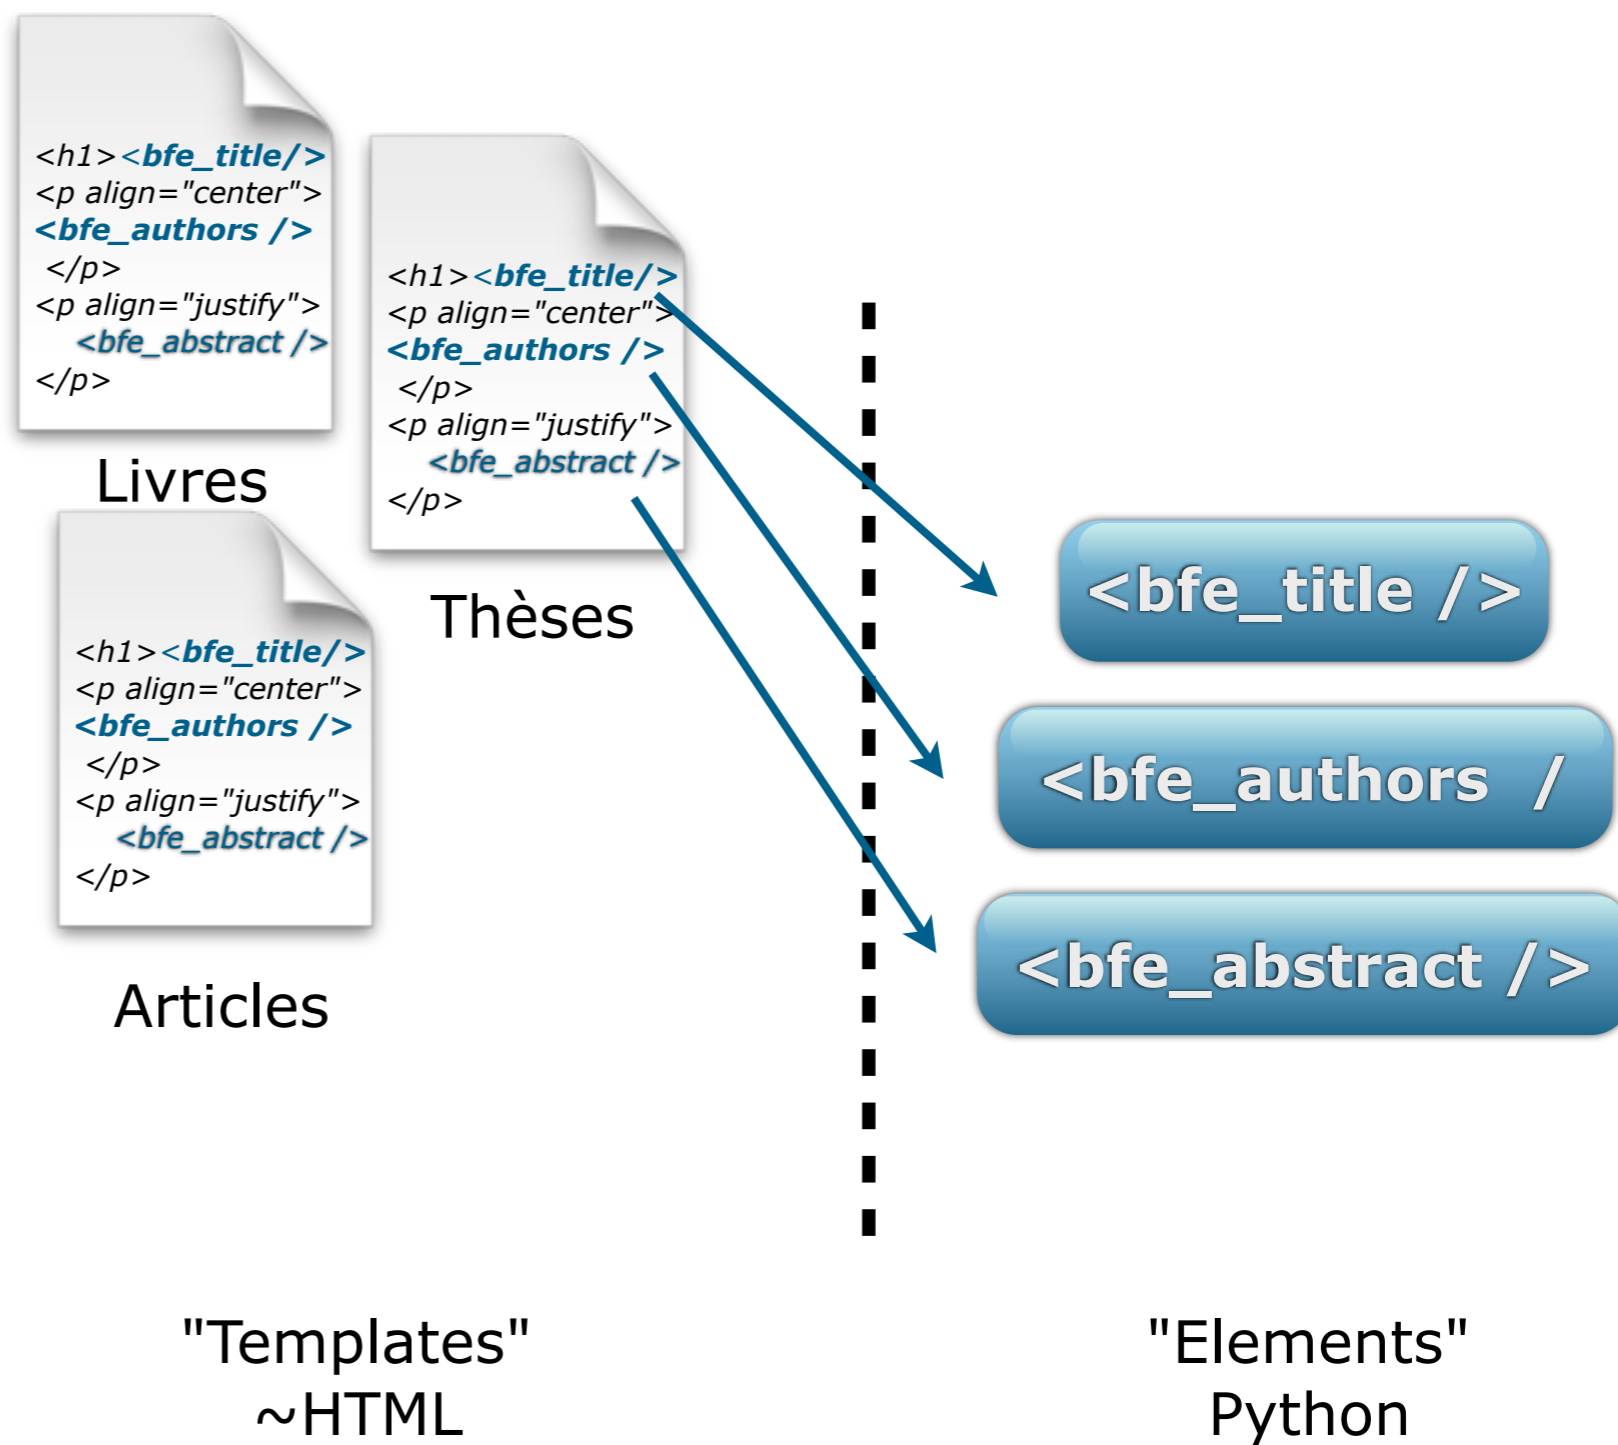 <h1><bfe_title/>
<p align="center">
<bfe_authors />
</p>
<p align="justify">
<bfe_abstract />
</p>
Livres
<h1><bfe_title/>
<p align="center">
<bfe_authors />
</p>
<p align="justify">
<bfe_abstract />
</p>
Thèses
<h1><bfe_title/>
<p align="center">
<bfe_authors />
</p>
<p align="justify">
<bfe_abstract />
</p>
Articles
<bfe_title />
<bfe_authors /
<bfe_abstract />
"Templates"
~HTML
"Elements"
Python